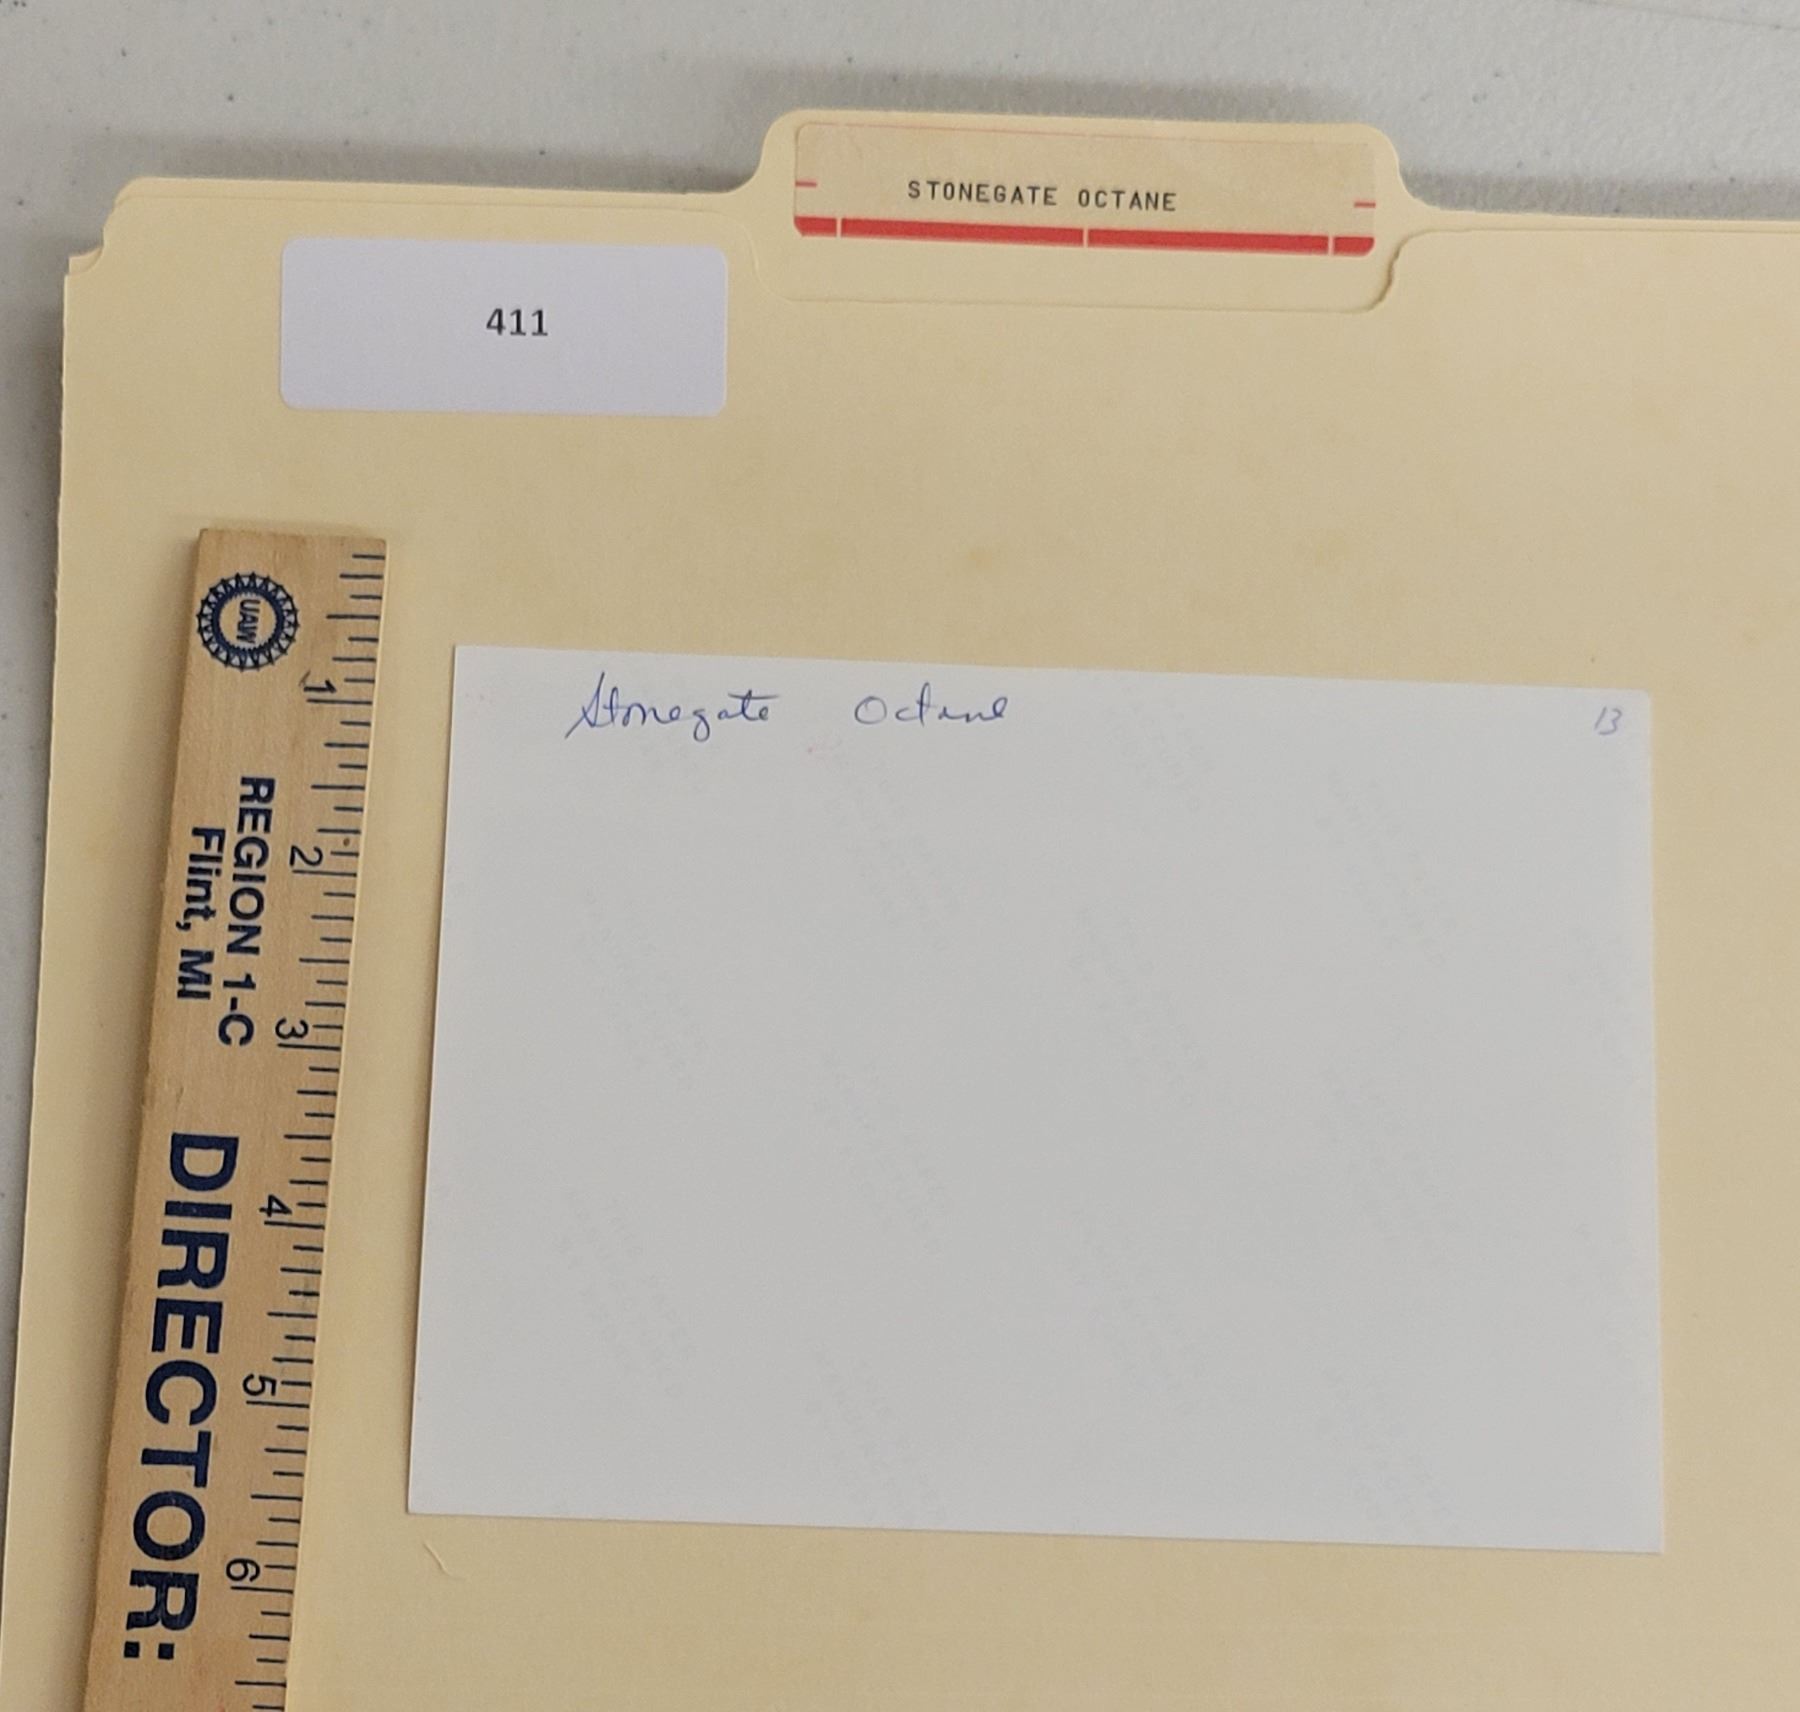 STONEGATE OCTANE
411
Stonegate Octane
13
UAW
REGION 1-C
Flint, MI
DIRECTOR:
1
2
3
4
5
6